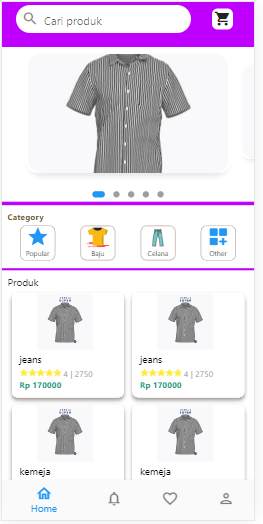 Cari produk
Category
Popular
Baju
Celana
Other
Produk
jeans
4 | 2750
Rp 170000
jeans
4 | 2750
Rp 170000
kemeja
kemeja
Home